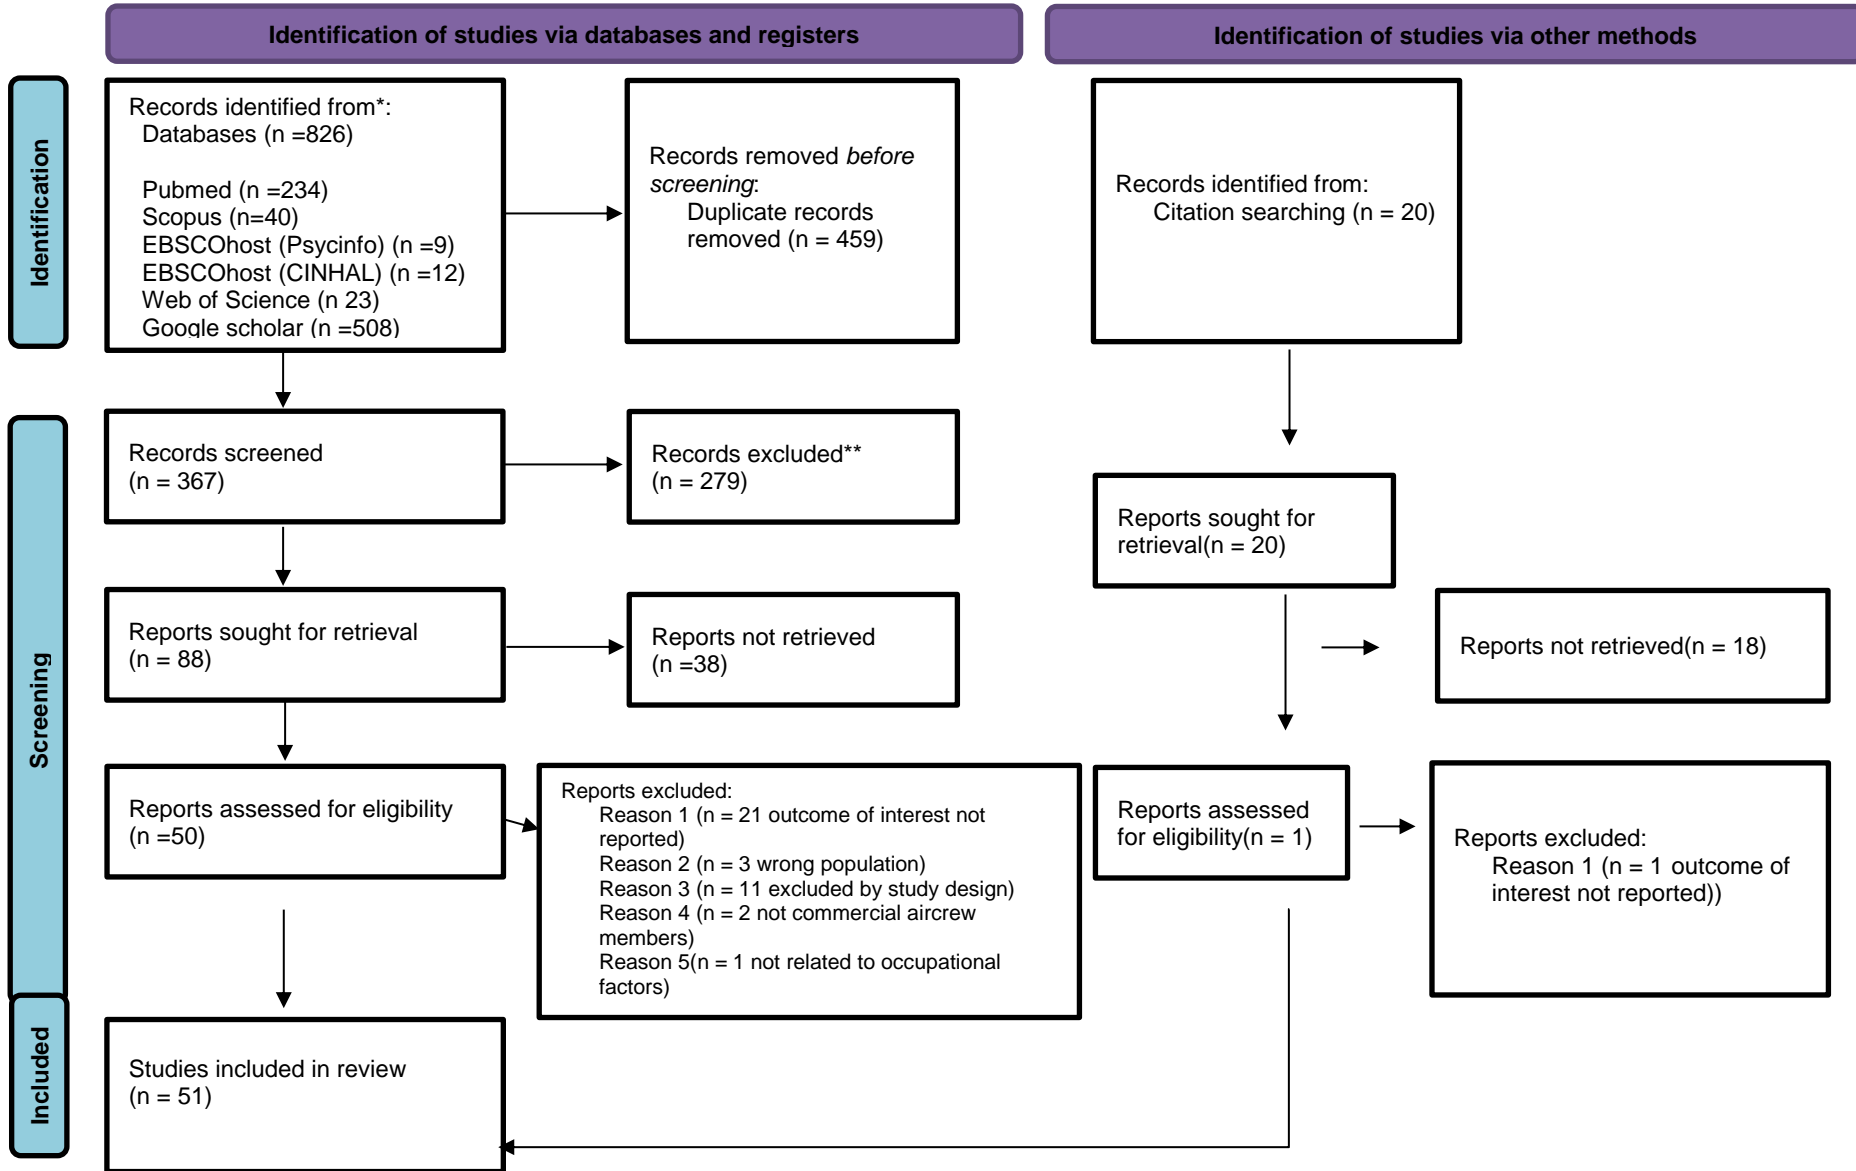 Identification of studies via databases and registers
Identification of studies via other methods
Identification
Records identified from*:
Databases (n =826)
Pubmed (n =234)
Scopus (n=40)
EBSCOhost (Psycinfo) (n =9)
EBSCOhost (CINHAL) (n =12)
Web of Science (n 23)
Google scholar (n =508)
Records removed before
screening:
Duplicate records
removed (n = 459)
Records identified from:
Citation searching (n = 20)
Screening
Records screened
(n = 367)
Records excluded**
(n = 279)
Reports sought for
retrieval(n = 20)
Reports sought for retrieval
(n = 88)
Reports not retrieved
(n =38)
Reports not retrieved(n = 18)
Reports assessed for eligibility
(n =50)
Reports excluded:
Reason 1 (n = 21 outcome of interest not
reported)
Reason 2 (n = 3 wrong population)
Reason 3 (n = 11 excluded by study design)
Reason 4 (n = 2 not commercial aircrew
members)
Reason 5(n = 1 not related to occupational
factors)
Reports assessed
for eligibility(n = 1)
Reports excluded:
Reason 1 (n = 1 outcome of
interest not reported))
Included
Studies included in review
(n = 51)